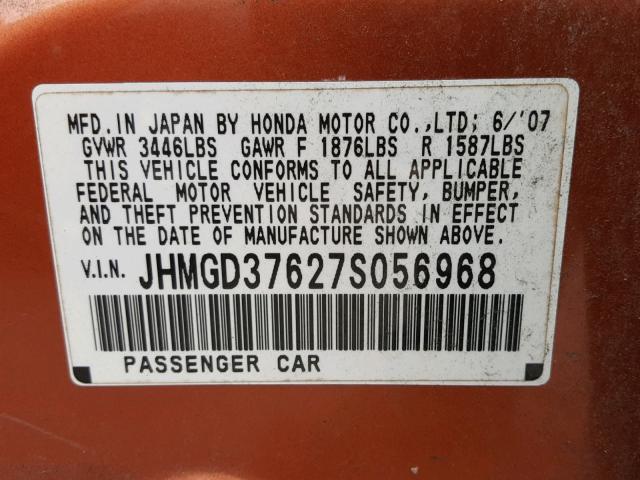 MFD.IN JAPAN BY HONDA MOTOR CO.,LTD; 6/'07
GVWR 3446LBS GAWR F 1876LBS R 1587LBS
THIS VEHICLE CONFORMS TO ALL APPLICABLE
FEDERAL MOTOR VEHICLE SAFETY, BUMPER,
AND THEFT PREVENTION STANDARDS IN EFFECT
ON THE DATE OF MANUFACTURE SHOWN ABOVE.
V.I.N. JHMGD37627S056968
PASSENGER CAR